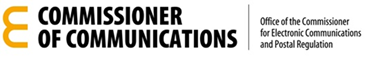 COMMISSIONER
OF COMMUNICATIONS
Office of the Commissioner
for Electronic Communications
and Postal Regulation